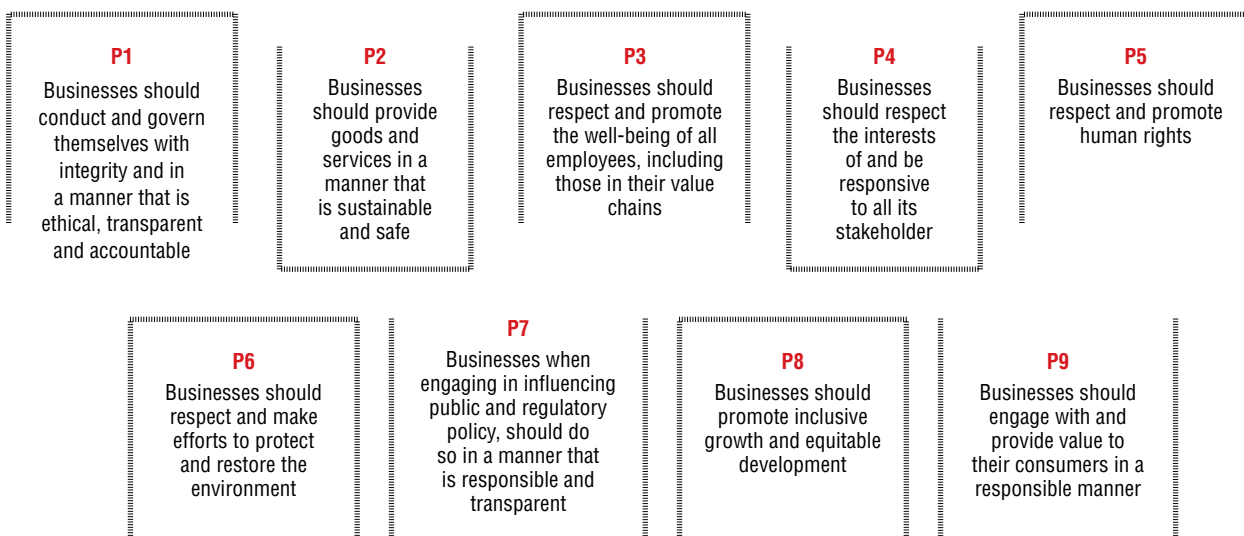 P1
Businesses should
conduct and govern
themselves with
integrity and in
a manner that is
ethical, transparent
and accountable
P2
Businesses
should provide
goods and
services in a
manner that
is sustainable
and safe
P3
Businesses should
respect and promote
the well-being of all
employees, including
those in their value
chains
P4
Businesses
should respect
the interests
of and be
responsive
to all its
stakeholder
P5
Businesses should
respect and promote
human rights
P6
Businesses should
respect and make
efforts to protect
and restore the
environment
P7
Businesses when
engaging in influencing
public and regulatory
policy, should do
so in a manner that
is responsible and
transparent
P8
Businesses should
promote inclusive
growth and equitable
development
P9
Businesses should
engage with and
provide value to
their consumers in a
responsible manner